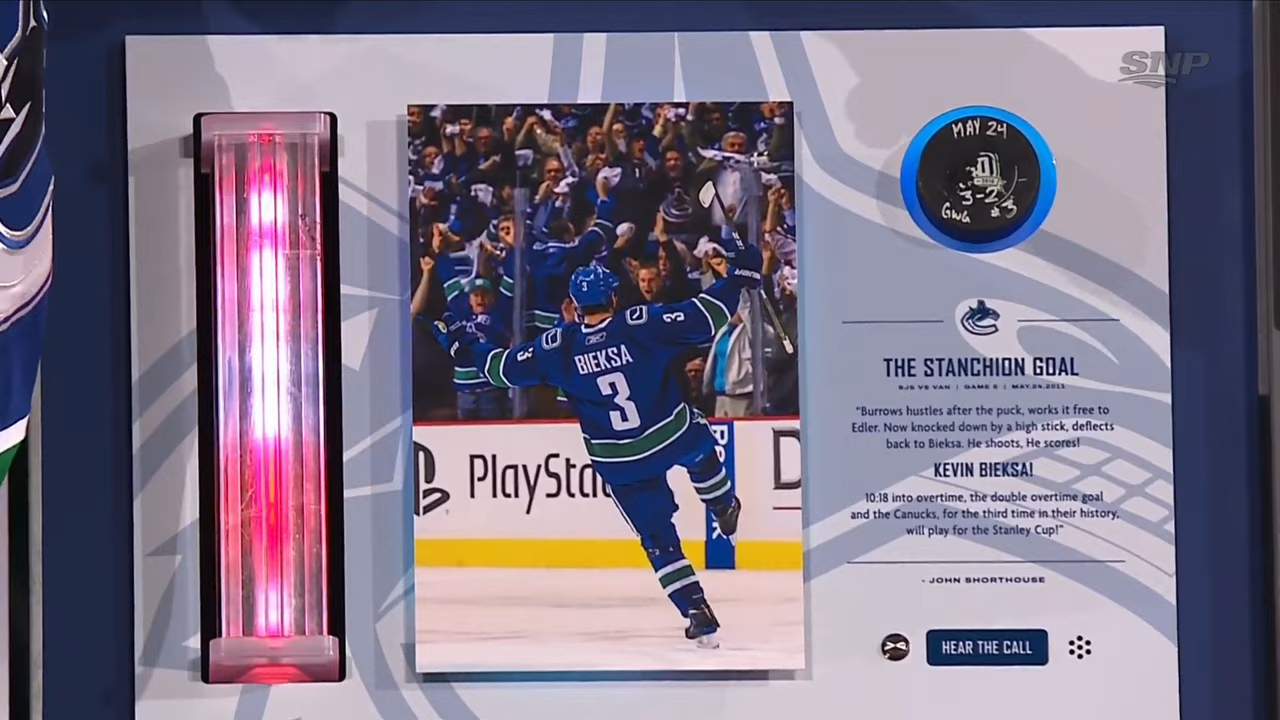 SNP
MAY 24
3-2
GWG #3
3
3
3
BIEKSA
3
PlaySta
THE STANCHION GOAL
SJS VS VAN | GAME 5 | MAY.24.2011
"Burrows hustles after the puck, works it free to
Edler. Now knocked down by a high stick, deflects
back to Bieksa. He shoots, He scores!
KEVIN BIEKSA!
10:18 into overtime, the double overtime goal
and the Canucks, for the third time in their history,
will play for the Stanley Cup!"
- JOHN SHORTHOUSE
HEAR THE CALL